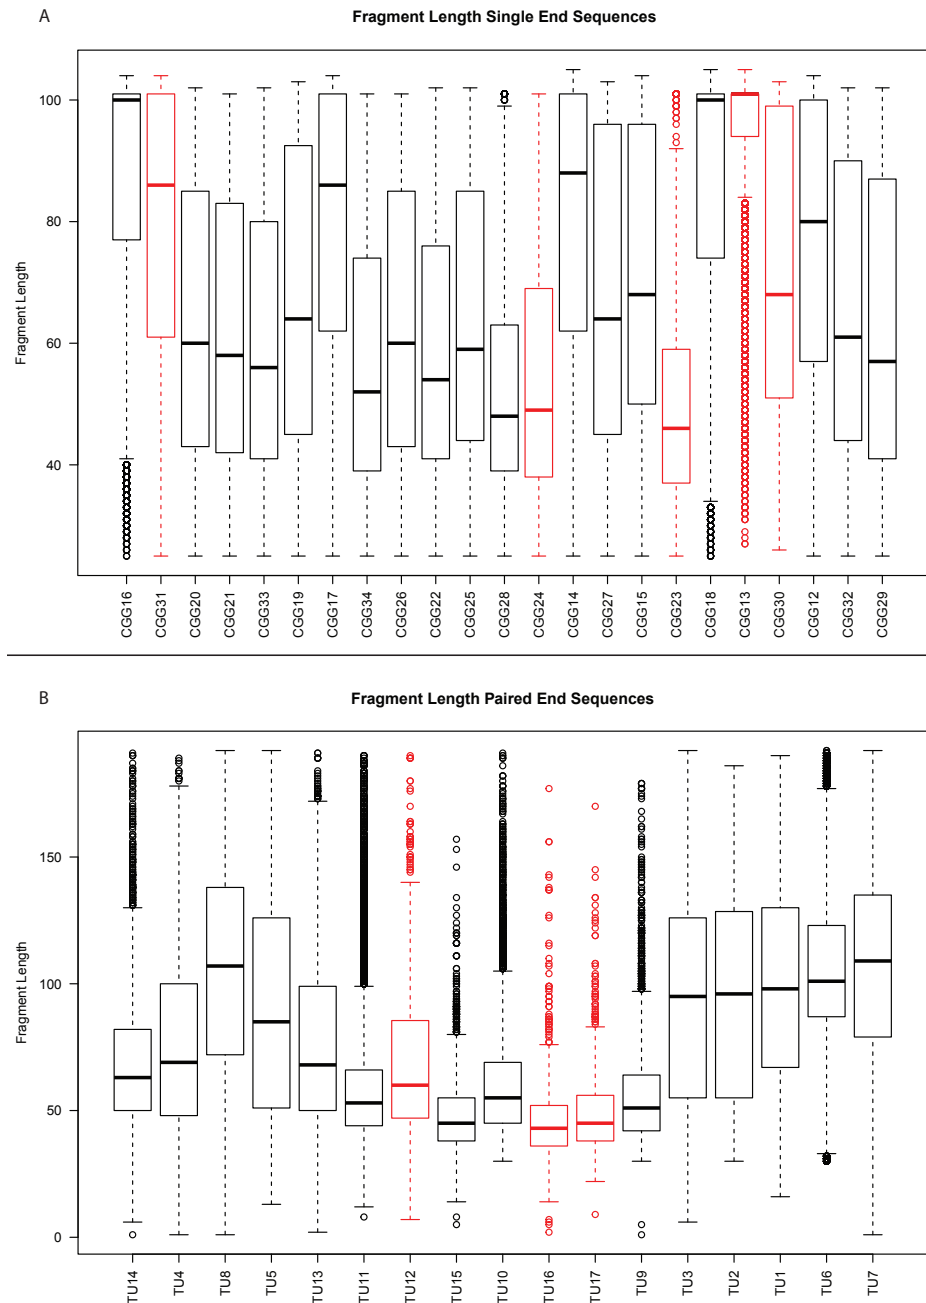 A
Fragment Length Single End Sequences
Fragment Length
100
80
60
40
CGG16
CGG31
CGG20
CGG21
CGG33
CGG19
CGG17
CGG34
CGG26
CGG22
CGG25
CGG28
CGG24
CGG14
CGG27
CGG15
CGG23
CGG18
CGG13
CGG30
CGG12
CGG32
CGG29
B
Fragment Length Paired End Sequences
Fragment Length
150
100
50
0
TU14
TU4
TU8
TU5
TU13
TU11
TU12
TU15
TU10
TU16
TU17
TU9
TU3
TU2
TU1
TU6
TU7